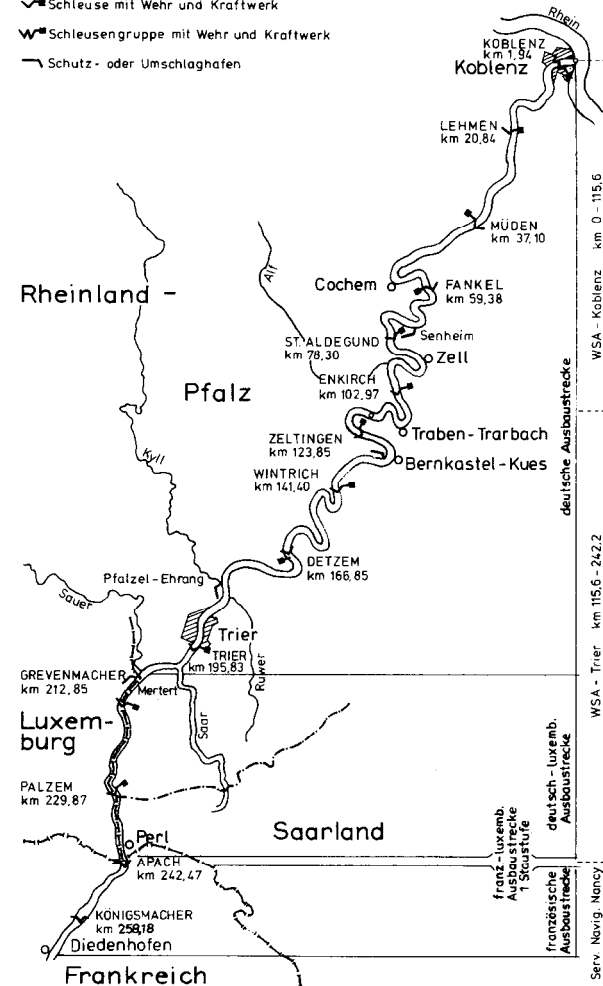 Schleuse mit Wehr und Kraftwerk
Schleusengruppe mit Wehr und Kraftwerk
Schutz- oder Umschlaghafen
Rhein
KOBLENZ
km 1,94
Koblenz
LEHMEN
km 20,84
MÜDEN
km 37,10
Alf
Rheinland -
Pfalz
Cochem
FANKEL
km 59,38
ST. ALDEGUND
km 78,30
Senheim
Zell
ENKIRCH
km 102,97
Traben-Trarbach
ZELTINGEN
km 123,85
Bernkastel-Kues
WINTRICH
km 141,40
Kyll
DETZEM
km 166,85
Pfalzel-Ehrang
Sauer
Trier
TRIER
km 195,83
Ruwer
GREVENMACHER
km 212,85
Mertert
Saar
Luxem-
burg
PALZEM
km 229,87
Saarland
Perl
APACH
km 242,47
KÖNIGSMACHER
km 258,18
Diedenhofen
Frankreich
deutsche Ausbaustrecke
deutsch-luxemb.
Ausbaustrecke
franz-luxemb.
Ausbaustrecke
1 Staustufe
französische
Ausbaustrecke
WSA-Koblenz km 0-115,6
WSA-Trier km 115,6-242,2
Serv. Navig. Nancy